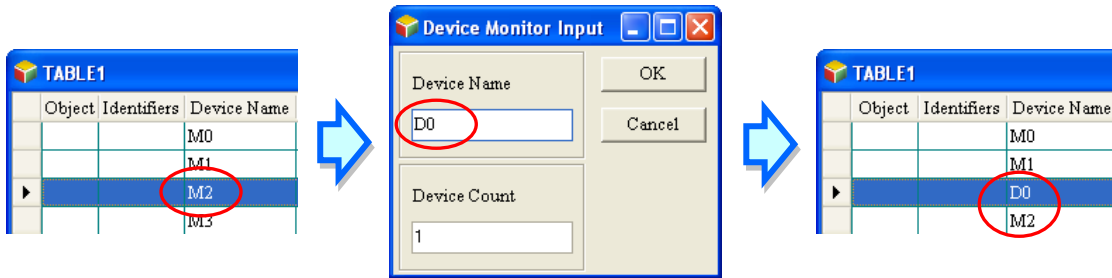 TABLE1
Object Identifiers Device Name
M0
M1
M2
M3
Device Monitor Input
Device Name
D0
OK
Cancel
Device Count
1
TABLE1
Object Identifiers Device Name
M0
M1
D0
M2